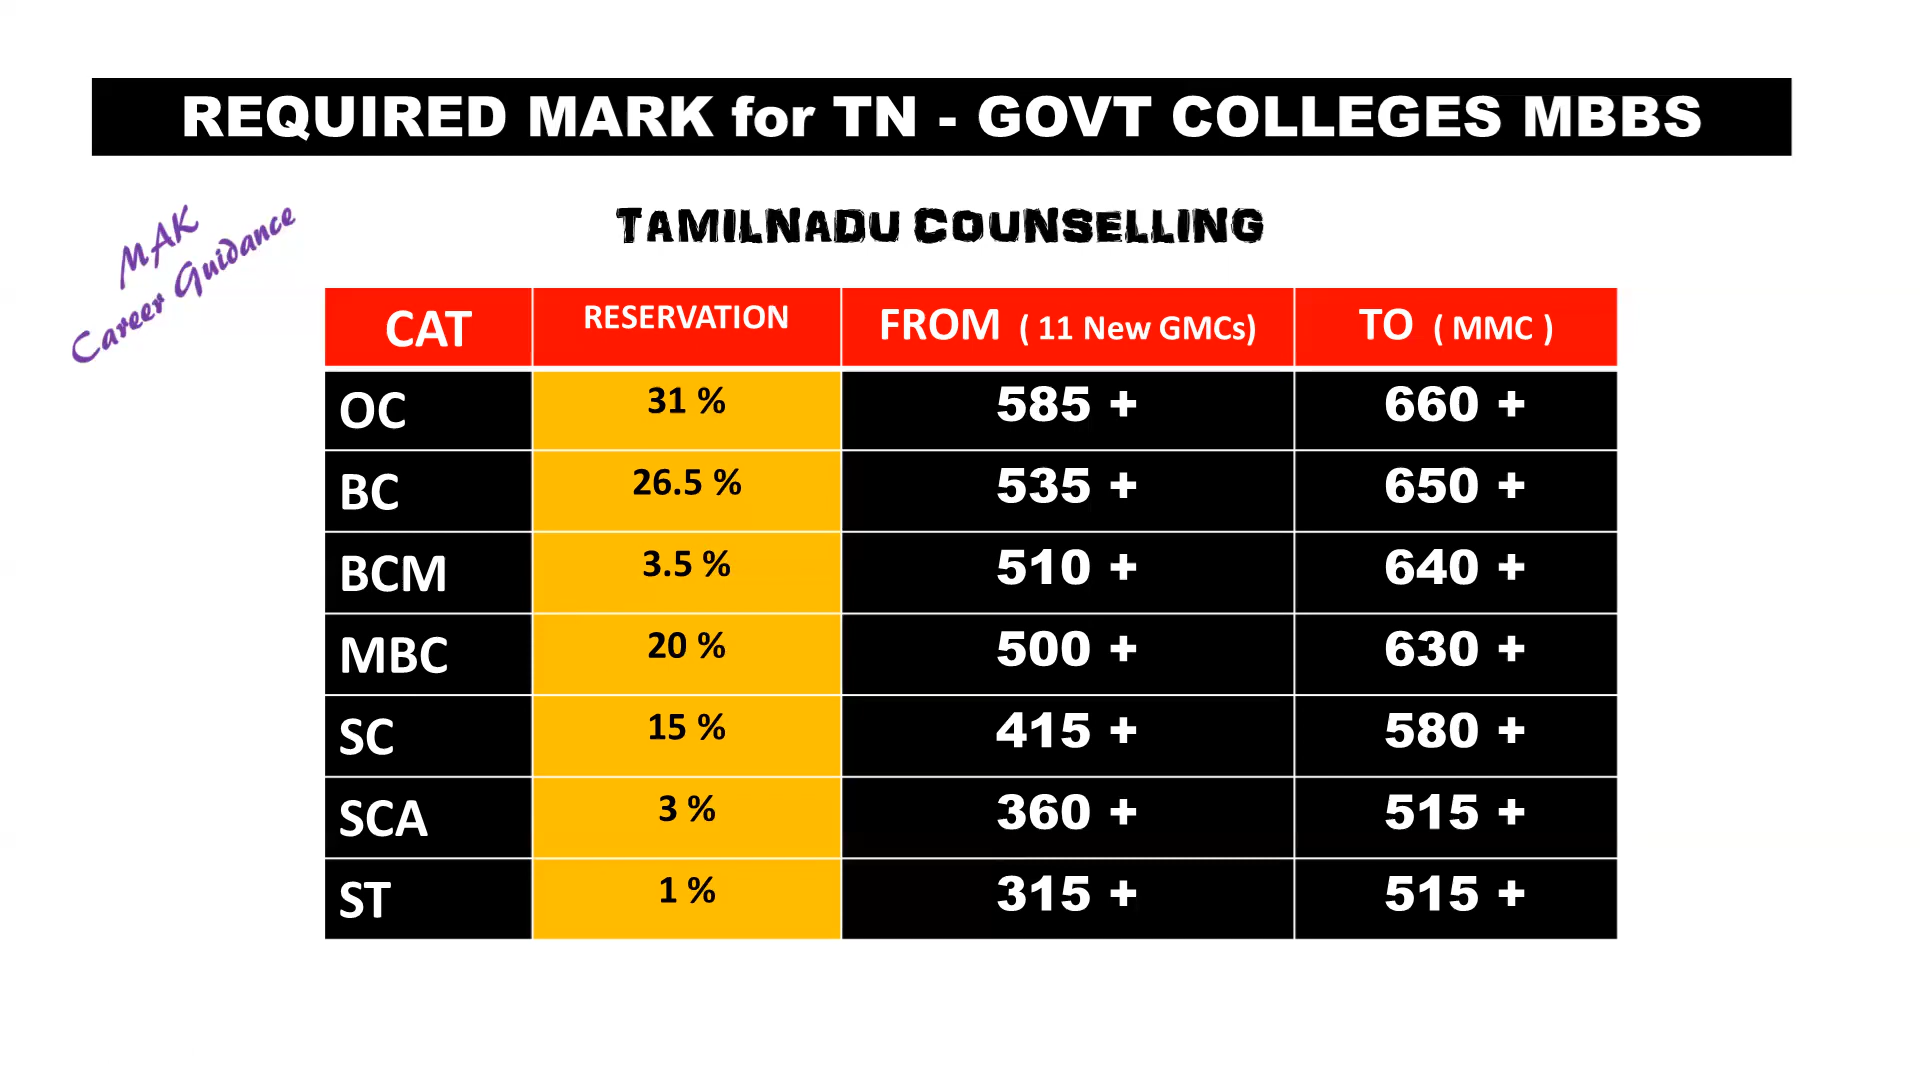 REQUIRED MARK for TN - GOVT COLLEGES MBBS
MAK
Career Guidance
TAMILNADU COUNSELLING
CAT RESERVATION FROM ( 11 New GMCs) TO ( MMC )
OC 31 % 585 + 660 +
BC 26.5 % 535 + 650 +
BCM 3.5 % 510 + 640 +
MBC 20 % 500 + 630 +
SC 15 % 415 + 580 +
SCA 3 % 360 + 515 +
ST 1 % 315 + 515 +